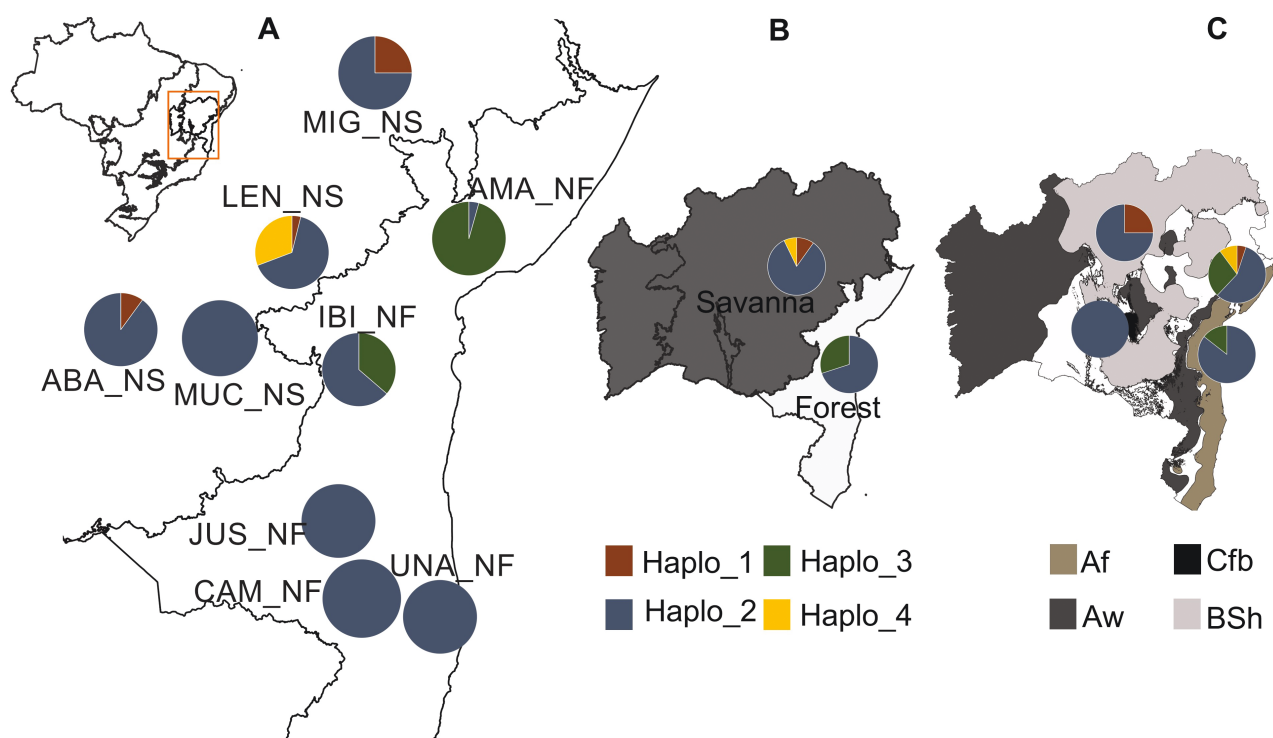 A
MIG_NS
LEN_NS
AMA_NF
ABA_NS
MUC_NS
IBI_NF
JUS_NF
CAM_NF
UNA_NF
B
Savanna
Forest
Haplo_1
Haplo_3
Haplo_2
Haplo_4
C
Af
Cfb
Aw
BSh